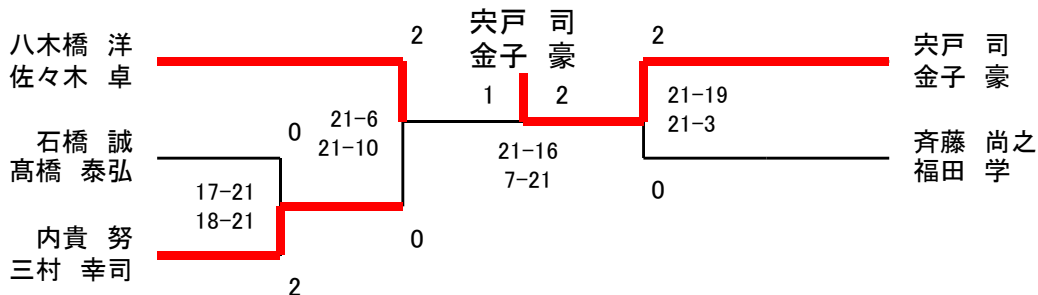 宍戸 司
金子 豪
八木橋 洋
佐々木 卓
2
2
宍戸 司
金子 豪
1
2
21-6
21-10
21-19
21-3
0
石橋 誠
髙橋 泰弘
21-16
7-21
斉藤 尚之
福田 学
17-21
18-21
0
内貴 努
三村 幸司
0
2